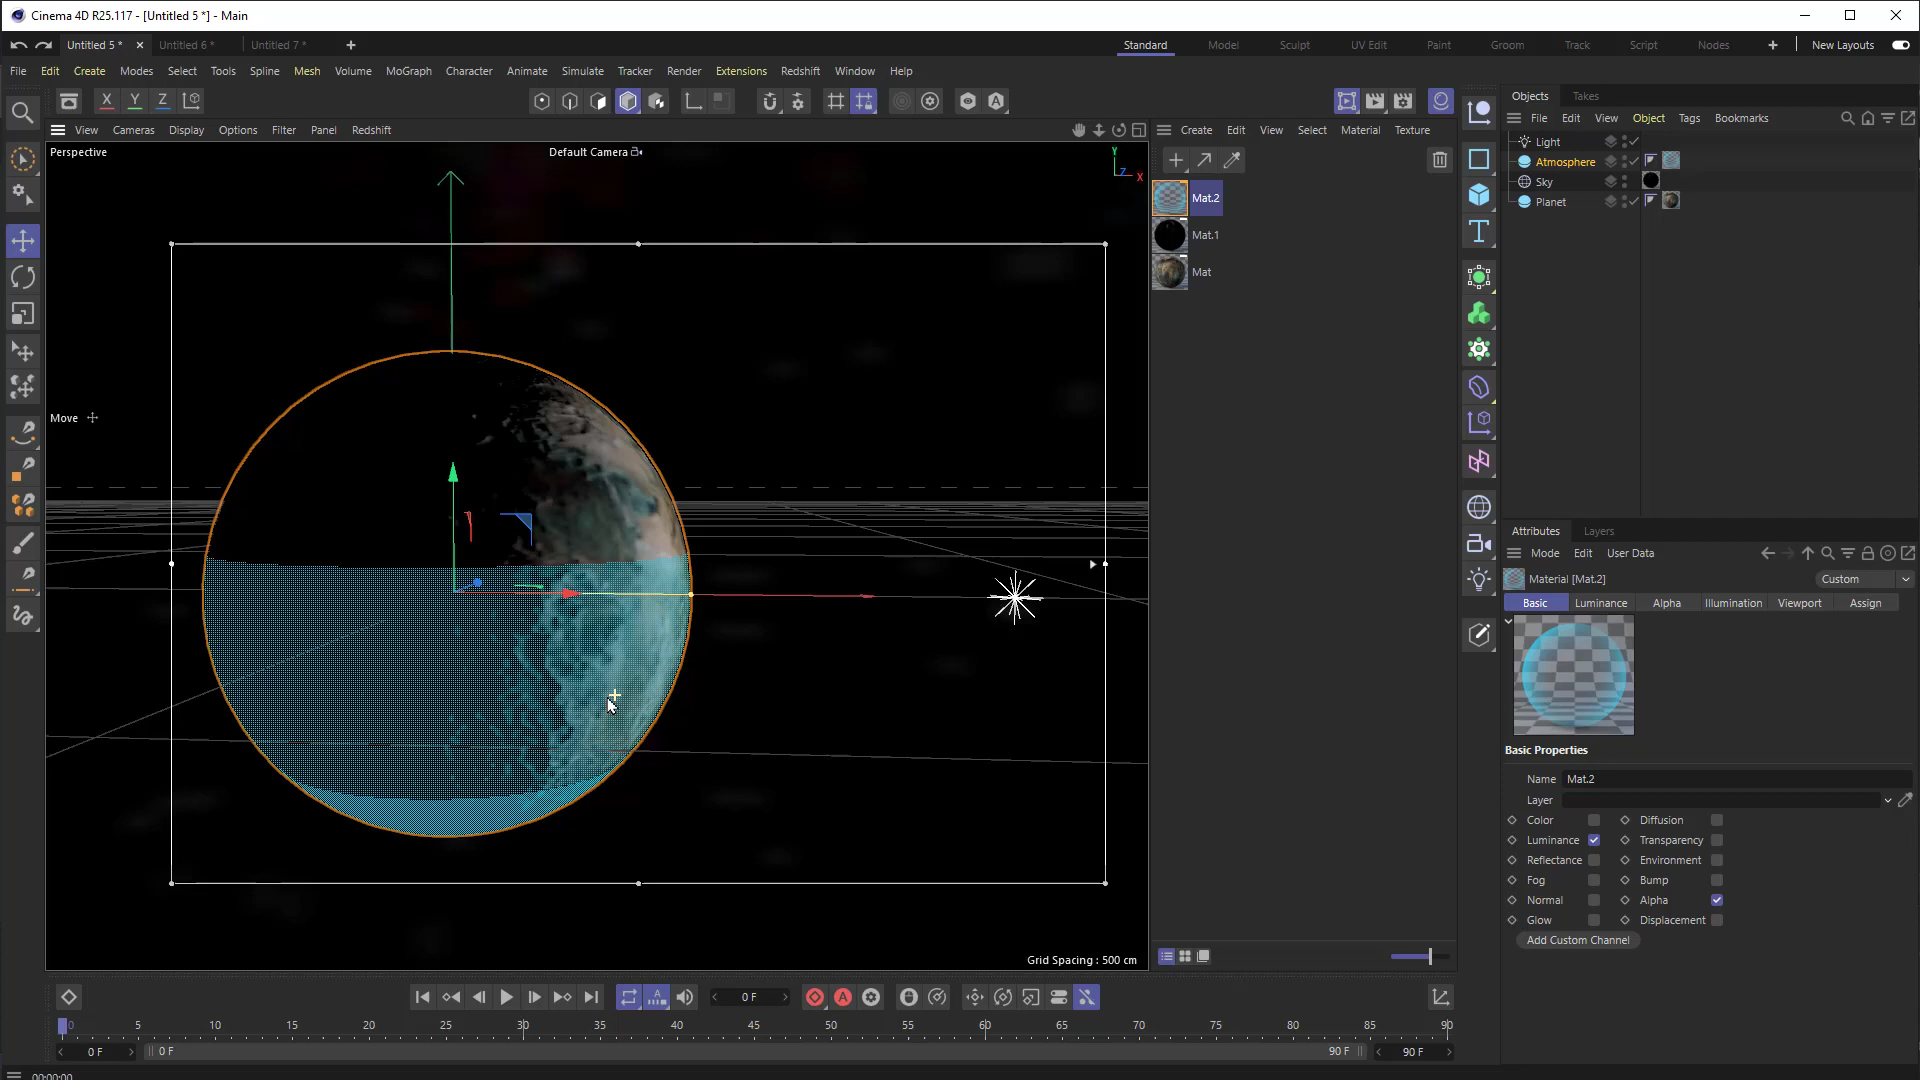 Cinema 4D R25.117 - [Untitled 5 *] - Main
Untitled 5 *
Untitled 6 *
Untitled 7 *
Standard
Model
Sculpt
UV Edit
Paint
Groom
Track
Script
Nodes
New Layouts
File Edit Create Modes Select Tools Spline Mesh Volume MoGraph Character Animate Simulate Tracker Render Extensions Redshift Window Help
X Y Z
View Cameras Display Options Filter Panel Redshift
Perspective
Default Camera
Y
Z
X
Move
Grid Spacing : 500 cm
Create Edit View Select Material Texture
Mat.2
Mat.1
Mat
Objects Takes
File Edit View Object Tags Bookmarks
Light
Atmosphere
Sky
Planet
Attributes Layers
Mode Edit User Data
Material [Mat.2]
Custom
Basic Luminance Alpha Illumination Viewport Assign
Basic Properties
Name Mat.2
Layer
Color Diffusion
Luminance Transparency
Reflectance Environment
Fog Bump
Normal Alpha
Glow Displacement
Add Custom Channel
0 F
0 5 10 15 20 25 30 35 40 45 50 55 60 65 70 75 80 85 90
0 F 0 F 90 F 90 F
00:00:00